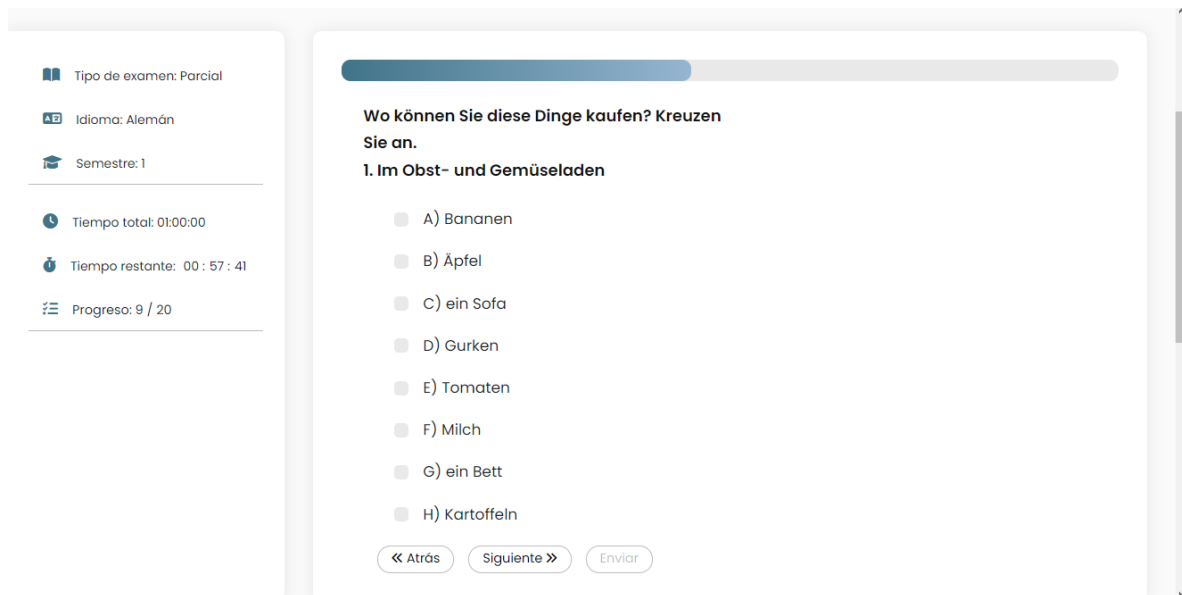 Tipo de examen: Parcial
Idioma: Alemán
Semestre: 1
Tiempo total: 01:00:00
Tiempo restante: 00 : 57 : 41
Progreso: 9 / 20
Wo können Sie diese Dinge kaufen? Kreuzen
Sie an.
1. Im Obst- und Gemüseladen
A) Bananen
B) Äpfel
C) ein Sofa
D) Gurken
E) Tomaten
F) Milch
G) ein Bett
H) Kartoffeln
« Atrás
Siguiente »
Enviar